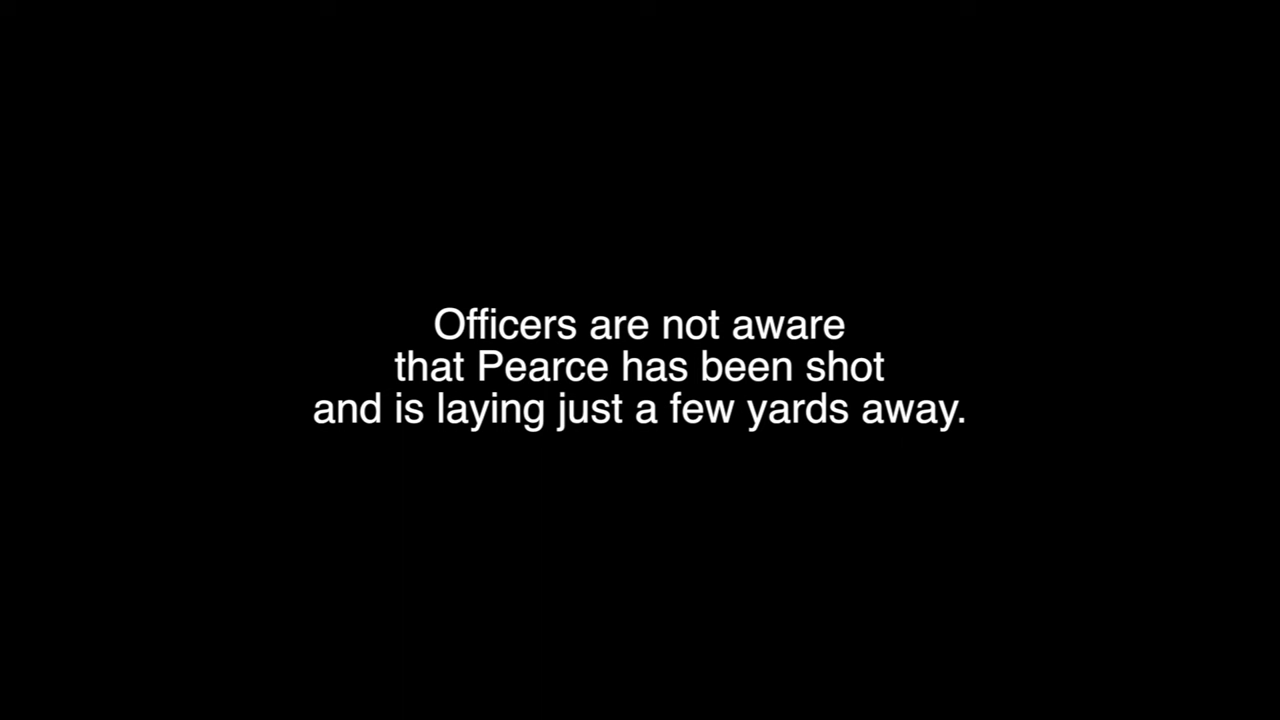 Officers are not aware
that Pearce has been shot
and is laying just a few yards away.